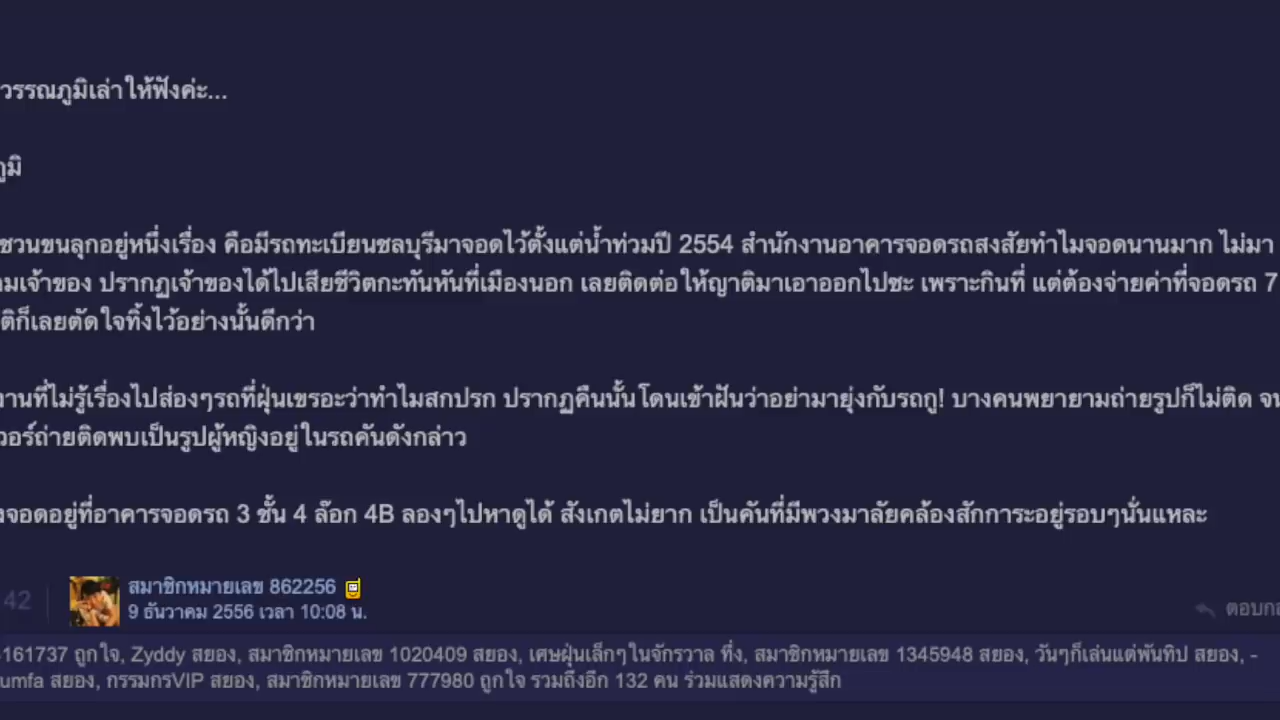 วรรณภูมิเล่าให้ฟังค่ะ...
ภูมิ
ชวนขนลุกอยู่หนึ่งเรื่อง คือมีรถทะเบียนชลบุรีมาจอดไว้ตั้งแต่น้ำท่วมปี 2554 สำนักงานอาคารจอดรถสงสัยทำไมจอดนานมาก ไม่มา
มเจ้าของ ปรากฏเจ้าของได้ไปเสียชีวิตกะทันหันที่เมืองนอก เลยติดต่อให้ญาติมาเอาออกไปซะ เพราะกินที่ แต่ต้องจ่ายค่าที่จอดรถ 7
ติก็เลยตัดใจทิ้งไว้อย่างนั้นดีกว่า
งานที่ไม่รู้เรื่องไปส่องๆรถที่ฝุ่นเขรอะว่าทำไมสกปรก ปรากฏคืนนั้นโดนเข้าฝันว่าอย่ามายุ่งกับรถกู! บางคนพยายามถ่ายรูปก็ไม่ติด จน
วอร์ถ่ายติดพบเป็นรูปผู้หญิงอยู่ในรถคันดังกล่าว
งจอดอยู่ที่อาคารจอดรถ 3 ชั้น 4 ล๊อก 4B ลองๆไปหาดูได้ สังเกตไม่ยาก เป็นคันที่มีพวงมาลัยคล้องสักการะอยู่รอบๆนั่นแหละ
42
สมาชิกหมายเลข 862256
9 ธันวาคม 2556 เวลา 10:08 น.
ตอบก
161737 ถูกใจ, Zyddy สยอง, สมาชิกหมายเลข 1020409 สยอง, เศษฝุ่นเล็กๆในจักรวาล ทึ่ง, สมาชิกหมายเลข 1345948 สยอง, วันๆก็เล่นแต่พันทิป สยอง, -
umfa สยอง, กรรมกรVIP สยอง, สมาชิกหมายเลข 777980 ถูกใจ รวมถึงอีก 132 คน ร่วมแสดงความรู้สึก